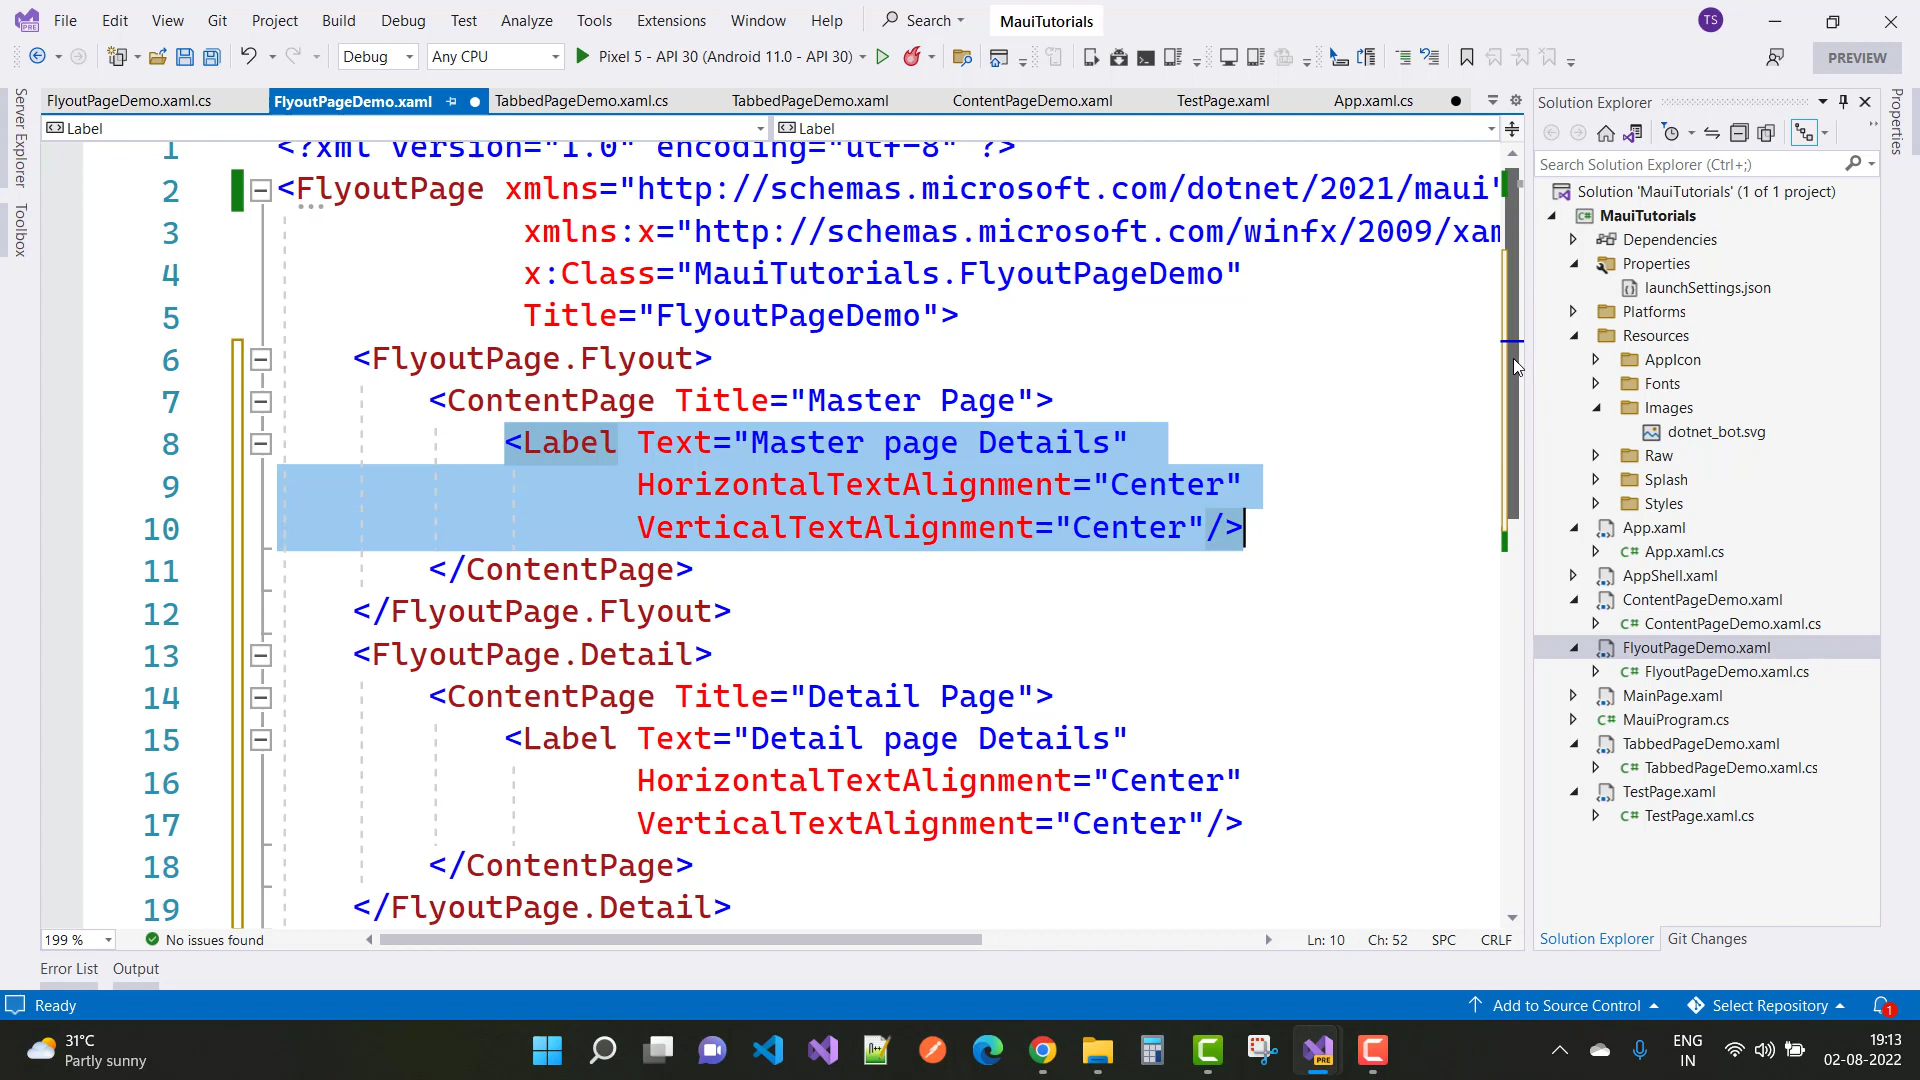 File Edit View Git Project Build Debug Test Analyze Tools Extensions Window Help Search MauiTutorials TS
Debug Any CPU Pixel 5 - API 30 (Android 11.0 - API 30) PREVIEW
FlyoutPageDemo.xaml.cs FlyoutPageDemo.xaml TabbedPageDemo.xaml.cs TabbedPageDemo.xaml ContentPageDemo.xaml TestPage.xaml App.xaml.cs
Label Label
Server Explorer
Toolbox
1 <?xml version="1.0" encoding="utf-8" ?>
2 <FlyoutPage xmlns="http://schemas.microsoft.com/dotnet/2021/maui"
3 xmlns:x="http://schemas.microsoft.com/winfx/2009/xam
4 x:Class="MauiTutorials.FlyoutPageDemo"
5 Title="FlyoutPageDemo">
6 <FlyoutPage.Flyout>
7 <ContentPage Title="Master Page">
8 <Label Text="Master page Details"
9 HorizontalTextAlignment="Center"
10 VerticalTextAlignment="Center"/>
11 </ContentPage>
12 </FlyoutPage.Flyout>
13 <FlyoutPage.Detail>
14 <ContentPage Title="Detail Page">
15 <Label Text="Detail page Details"
16 HorizontalTextAlignment="Center"
17 VerticalTextAlignment="Center"/>
18 </ContentPage>
19 </FlyoutPage.Detail>
199 % No issues found Ln: 10 Ch: 52 SPC CRLF
Solution Explorer
Search Solution Explorer (Ctrl+;)
Solution 'MauiTutorials' (1 of 1 project)
MauiTutorials
Dependencies
Properties
launchSettings.json
Platforms
Resources
AppIcon
Fonts
Images
dotnet_bot.svg
Raw
Splash
Styles
App.xaml
C# App.xaml.cs
AppShell.xaml
ContentPageDemo.xaml
C# ContentPageDemo.xaml.cs
FlyoutPageDemo.xaml
C# FlyoutPageDemo.xaml.cs
MainPage.xaml
C# MauiProgram.cs
TabbedPageDemo.xaml
C# TabbedPageDemo.xaml.cs
TestPage.xaml
C# TestPage.xaml.cs
Solution Explorer Git Changes
Properties
Error List Output
Ready Add to Source Control Select Repository 1
31°C
Partly sunny
ENG
IN
19:13
02-08-2022